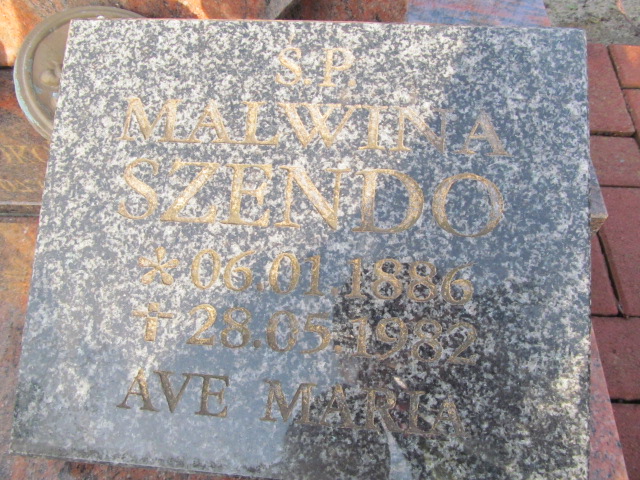 S.P.
MALWINA
SZENDO
* 06.01.1886
† 28.05.1982
AVE MARIA